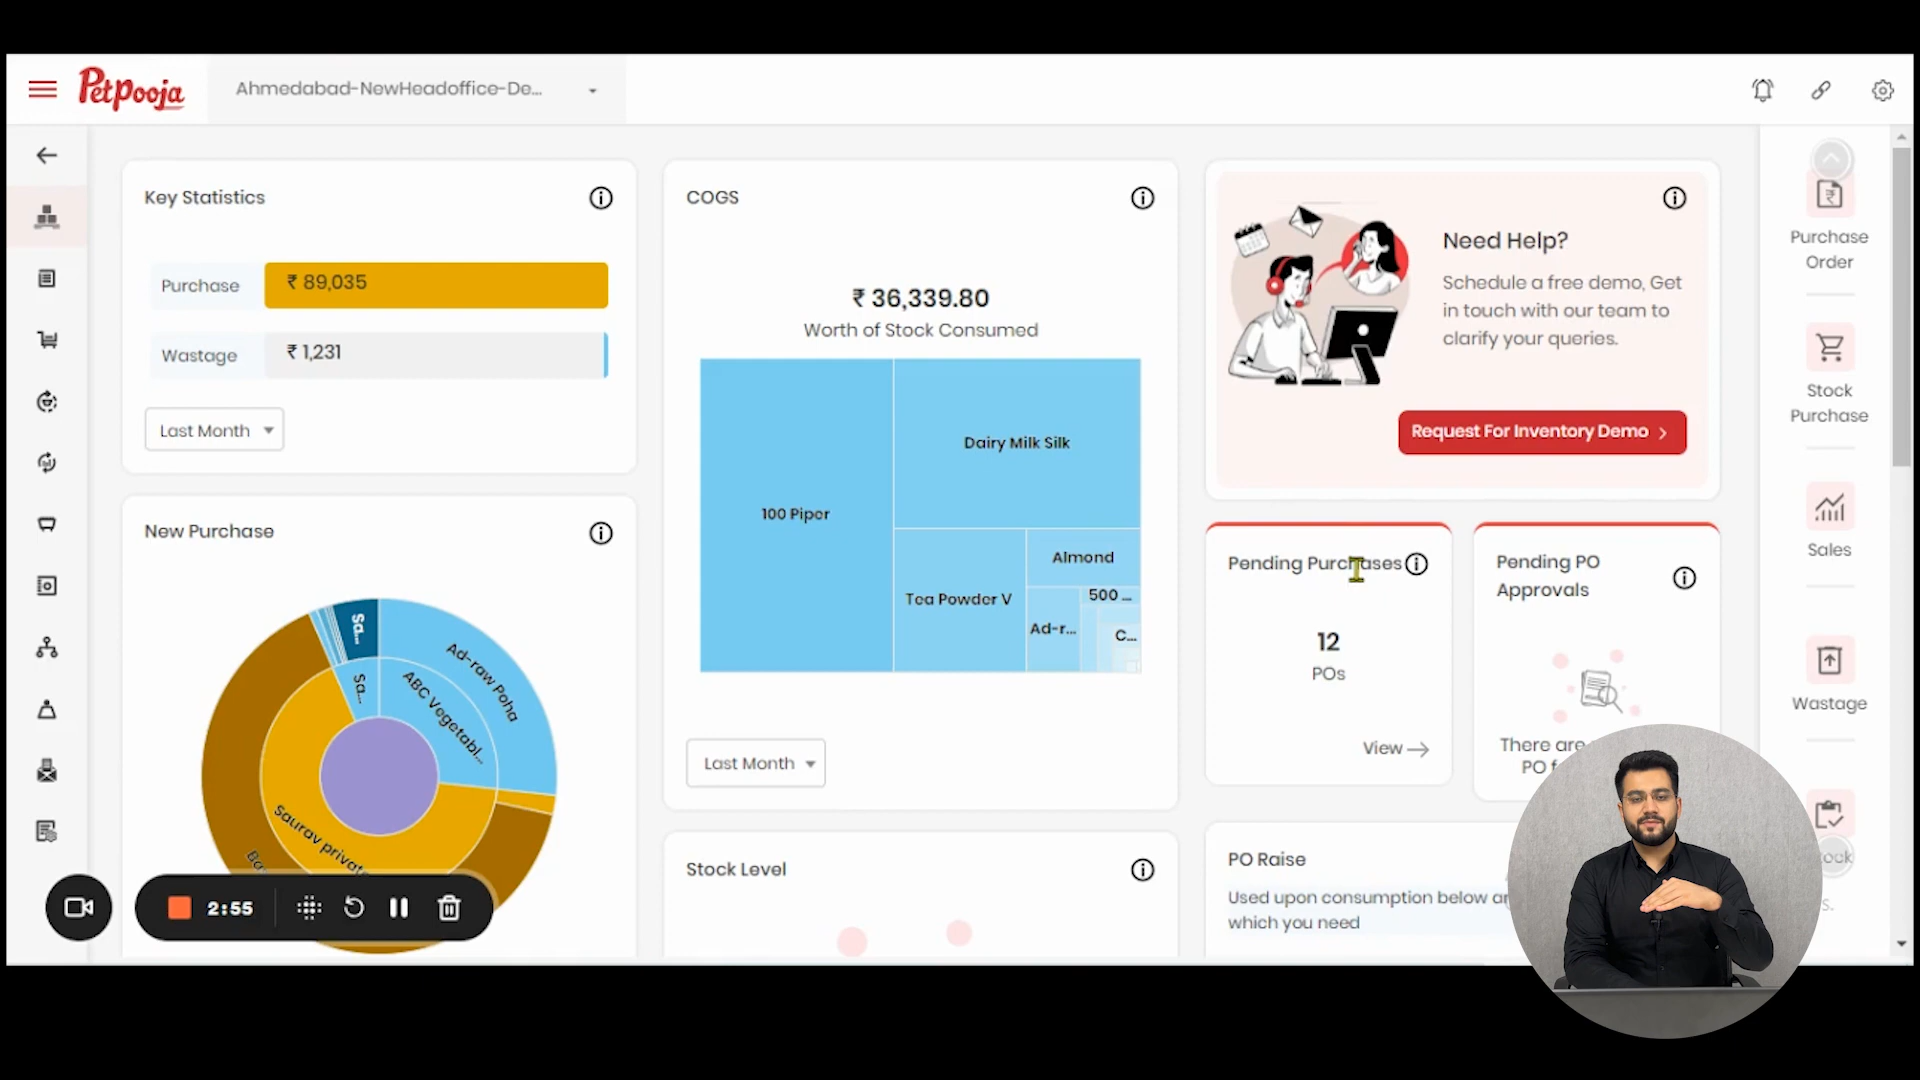 Petpooja
Ahmedabad-NewHeadoffice-De...
Key Statistics
Purchase
₹ 89,035
Wastage
₹ 1,231
Last Month
New Purchase
Sa...
Sa...
Ad-raw Poha
ABC Vegetabl...
Saurav privat
COGS
₹ 36,339.80
Worth of Stock Consumed
100 Piper
Dairy Milk Silk
Tea Powder V
Almond
500 ...
Ad-r...
C...
Last Month
Stock Level
Need Help?
Schedule a free demo, Get
in touch with our team to
clarify your queries.
Request For Inventory Demo
Pending Purchases
12
POs
View
Pending PO
Approvals
There are
PO f
PO Raise
Used upon consumption below ar
which you need
Purchase
Order
Stock
Purchase
Sales
Wastage
2:55